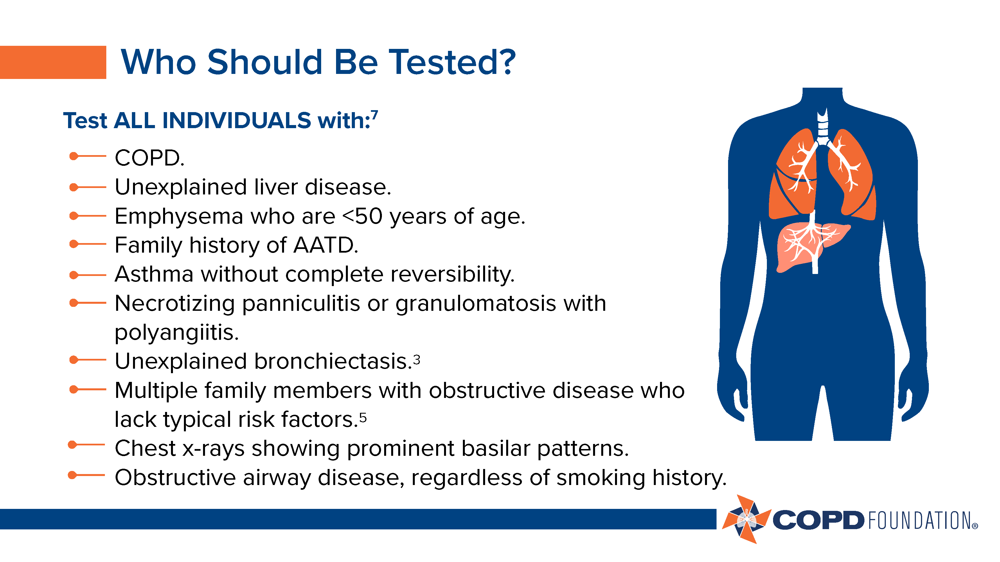 Who Should Be Tested?
Test ALL INDIVIDUALS with:7
COPD.
Unexplained liver disease.
Emphysema who are <50 years of age.
Family history of AATD.
Asthma without complete reversibility.
Necrotizing panniculitis or granulomatosis with
polyangiitis.
Unexplained bronchiectasis.3
Multiple family members with obstructive disease who
lack typical risk factors.5
Chest x-rays showing prominent basilar patterns.
Obstructive airway disease, regardless of smoking history.
COPD FOUNDATION®